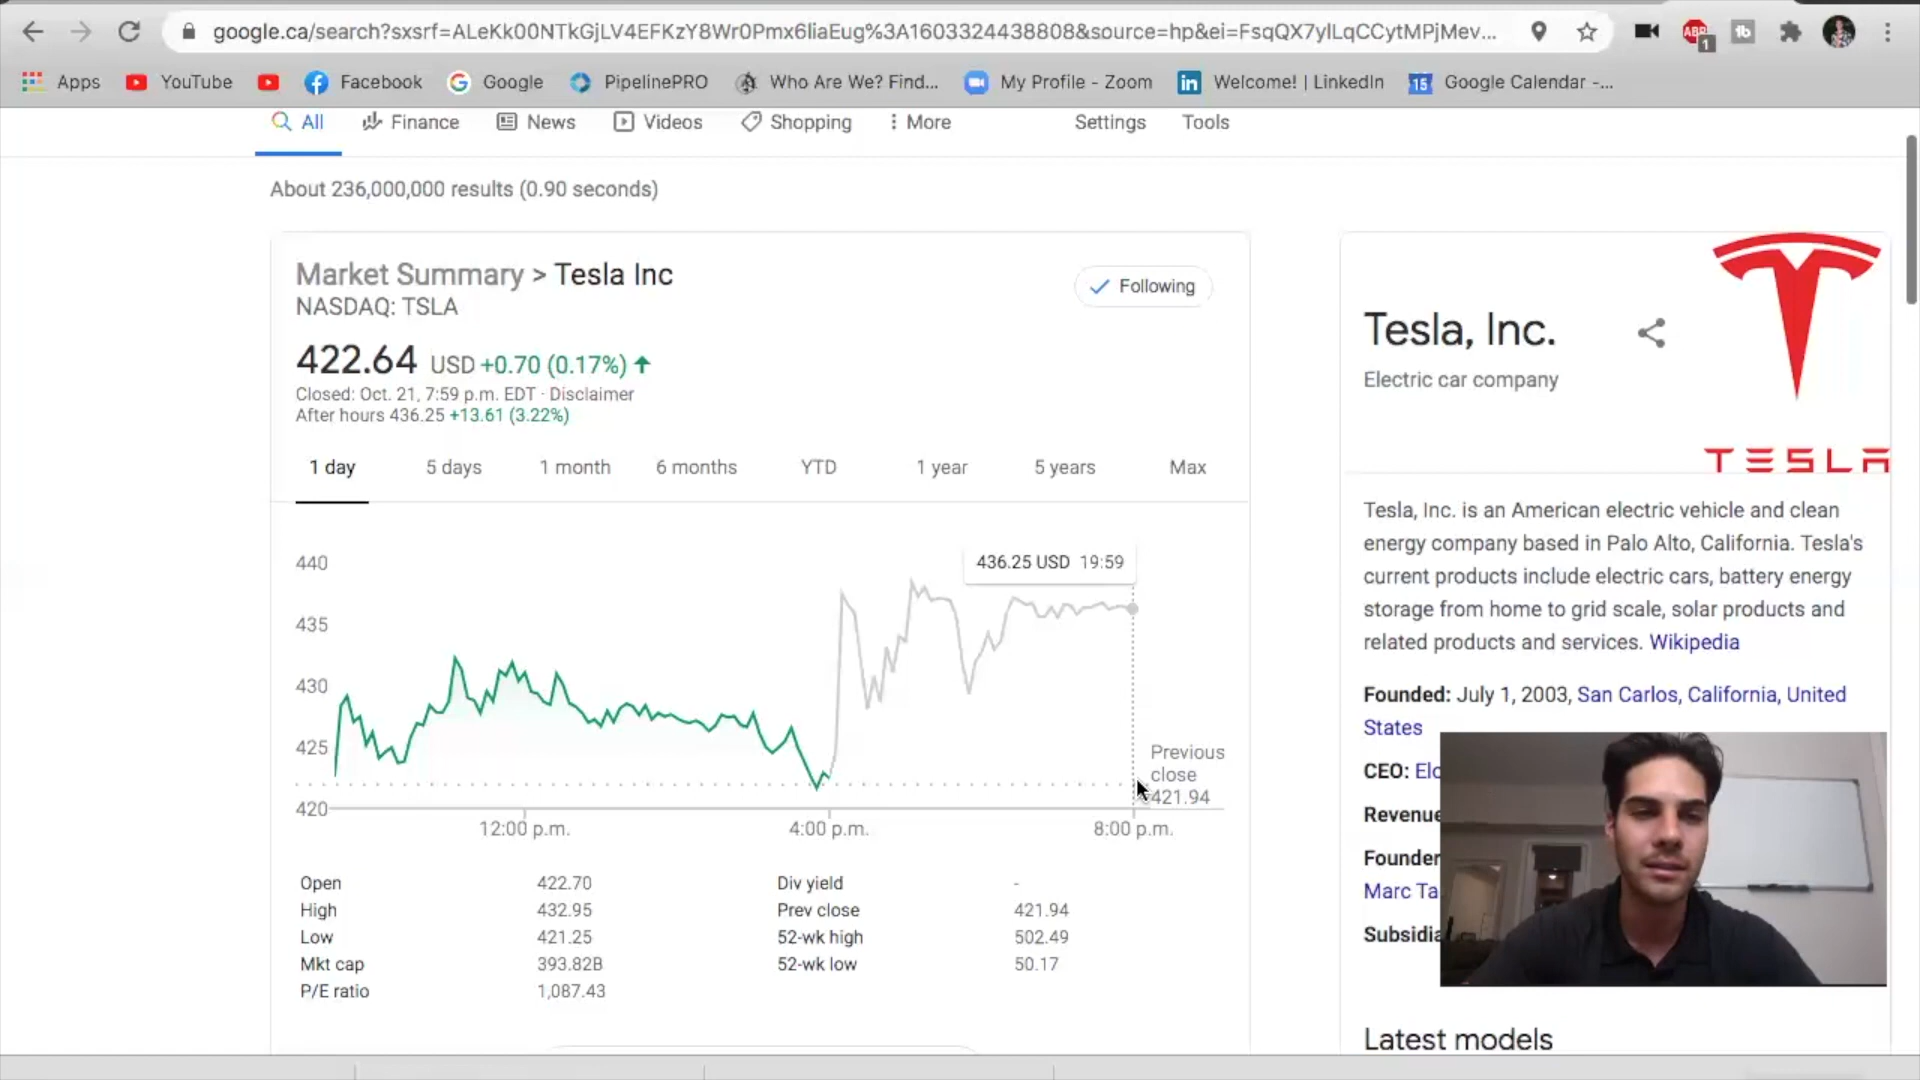 google.ca/search?sxsrf=ALeKk00NTkGjLV4EFKzY8Wr0Pmx6liaEug%3A1603324438808&source=hp&ei=FsqQX7ylLqCCytMPjMev...
ABP
1
tb
Apps
YouTube
Facebook
Google
PipelinePRO
Who Are We? Find...
My Profile - Zoom
in
Welcome! | LinkedIn
15
Google Calendar -...
All
Finance
News
Videos
Shopping
More
Settings
Tools
About 236,000,000 results (0.90 seconds)
Market Summary > Tesla Inc
NASDAQ: TSLA
Following
422.64 USD +0.70 (0.17%)
Closed: Oct. 21, 7:59 p.m. EDT · Disclaimer
After hours 436.25 +13.61 (3.22%)
1 day
5 days
1 month
6 months
YTD
1 year
5 years
Max
440
435
430
425
420
436.25 USD 19:59
Previous
close
421.94
12:00 p.m.
4:00 p.m.
8:00 p.m.
Open 422.70
High 432.95
Low 421.25
Mkt cap 393.82B
P/E ratio 1,087.43
Div yield -
Prev close 421.94
52-wk high 502.49
52-wk low 50.17
Tesla, Inc.
Electric car company
TESLA
Tesla, Inc. is an American electric vehicle and clean
energy company based in Palo Alto, California. Tesla's
current products include electric cars, battery energy
storage from home to grid scale, solar products and
related products and services. Wikipedia
Founded: July 1, 2003, San Carlos, California, United
States
CEO: Elo
Revenue
Founder
Marc Ta
Subsidia
Latest models